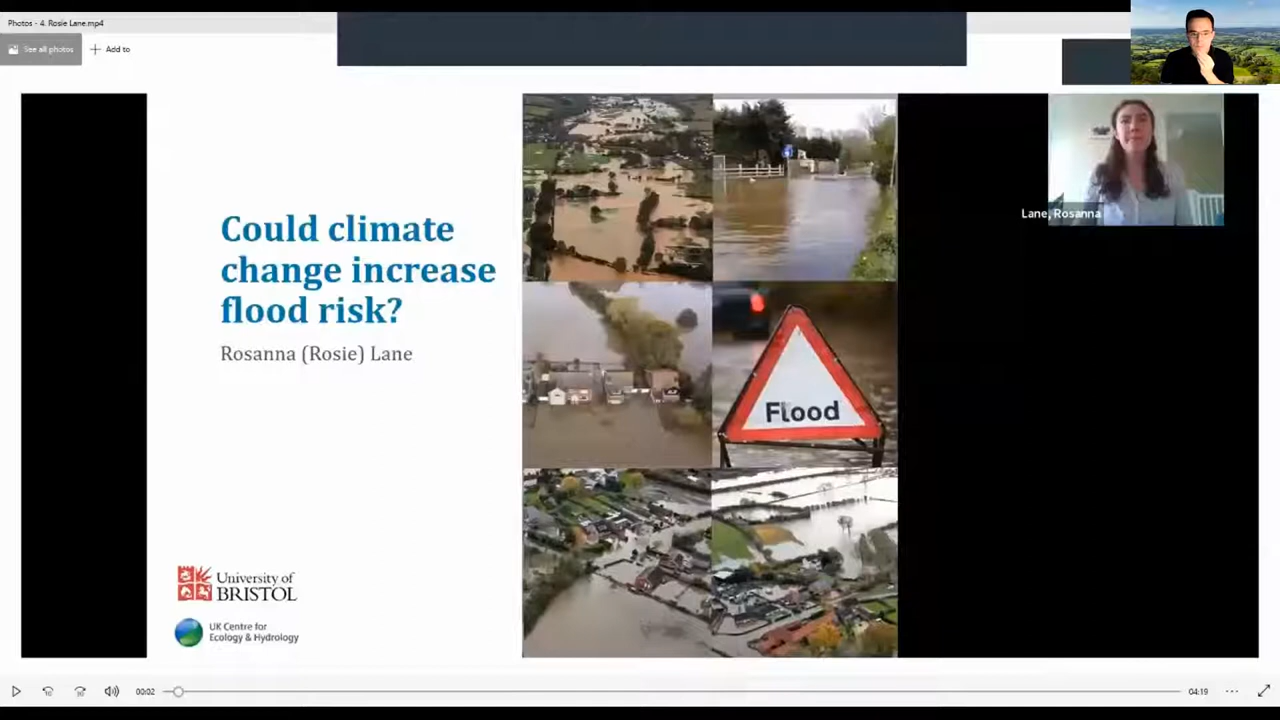 Photos - 4. Rosie Lane.mp4
See all photos
Add to
Lane, Rosanna
Could climate
change increase
flood risk?
Rosanna (Rosie) Lane
Flood
University of
BRISTOL
UK Centre for
Ecology & Hydrology
00:02
04:19